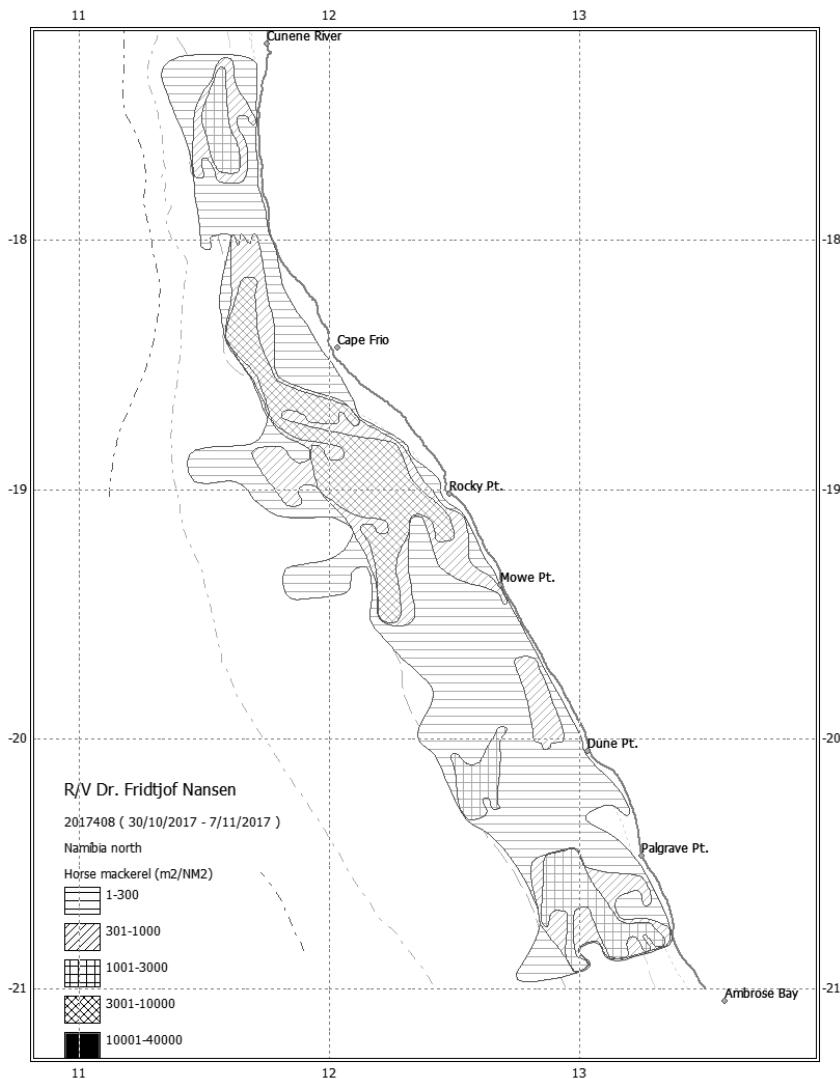 11 12 13
Cunene River
-18 -18
Cape Frio
-19 -19
Rocky Pt.
Mowe Pt.
-20 -20
Dune Pt.
R/V Dr. Fridtjof Nansen
2017408 ( 30/10/2017 - 7/11/2017 )
Namibia north
Palgrave Pt.
Horse mackerel (m2/NM2)
1-300
301-1000
1001-3000
-21 -21
Ambrose Bay
3001-10000
10001-40000
11 12 13